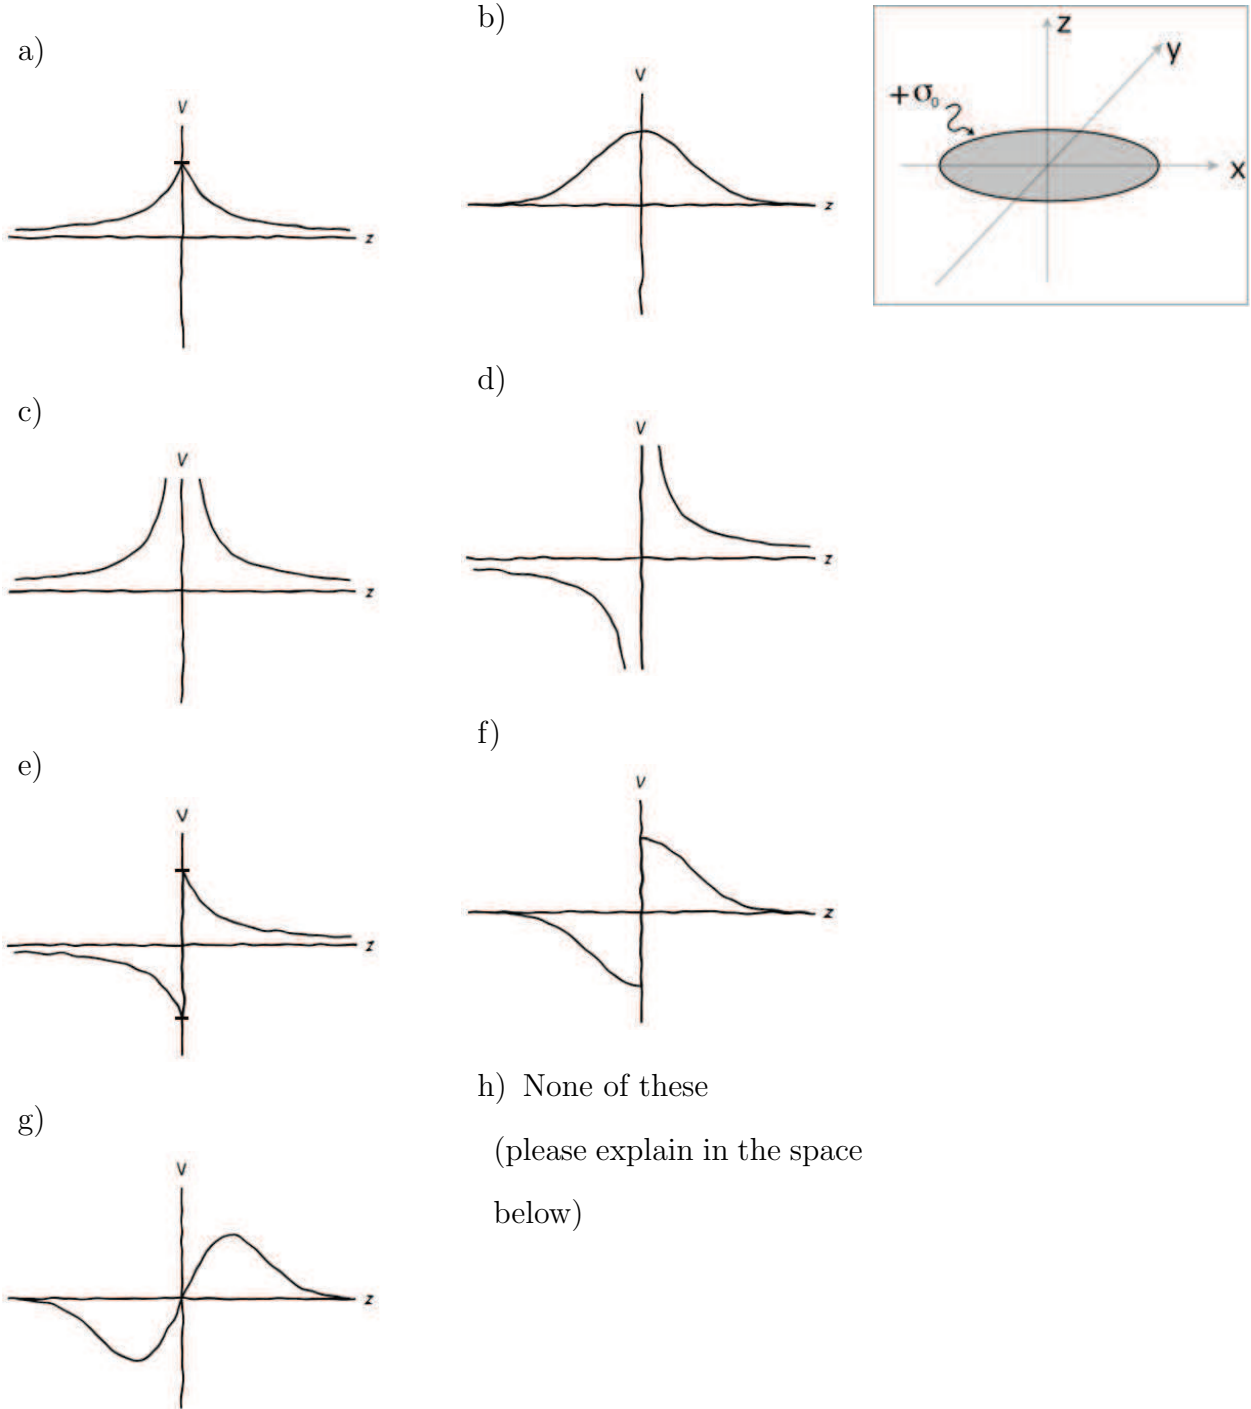 a)
V
z
b)
V
z
z
y
+σ₀
x
c)
V
z
d)
V
z
e)
V
z
f)
V
z
g)
V
z
h) None of these
(please explain in the space
below)